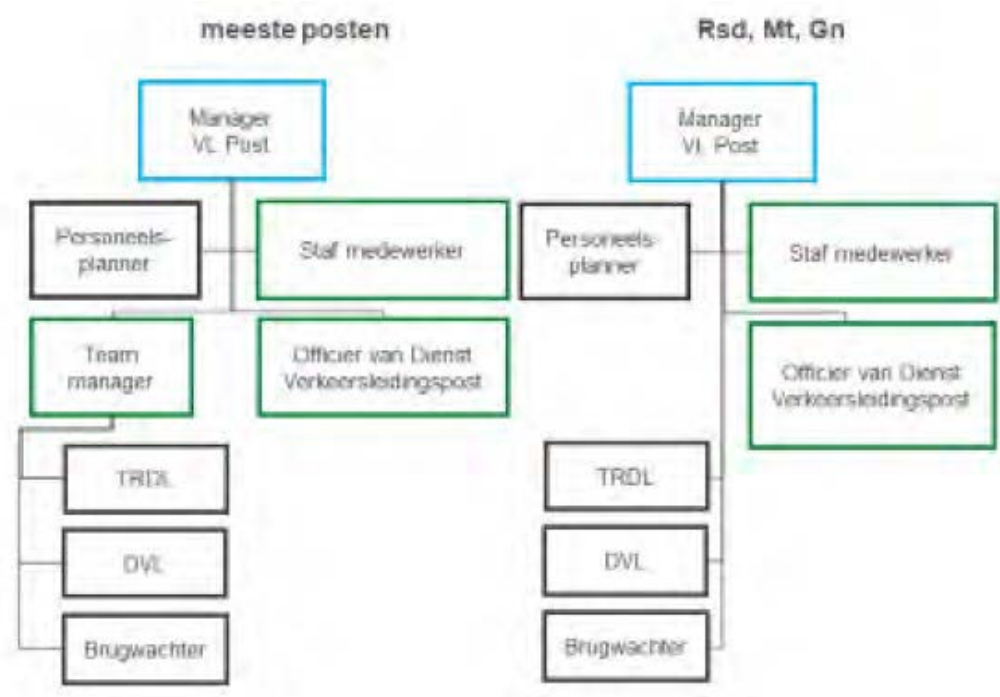 meeste posten
Manager
VL Post
Personeels-
planner
Staf medewerker
Team
manager
Officier van Dienst
Verkeersleidingspost
TRDL
DVL
Brugwachter
Rsd, Mt, Gn
Manager
VL Post
Personeels-
planner
Staf medewerker
Officier van Dienst
Verkeersleidingspost
TRDL
DVL
Brugwachter